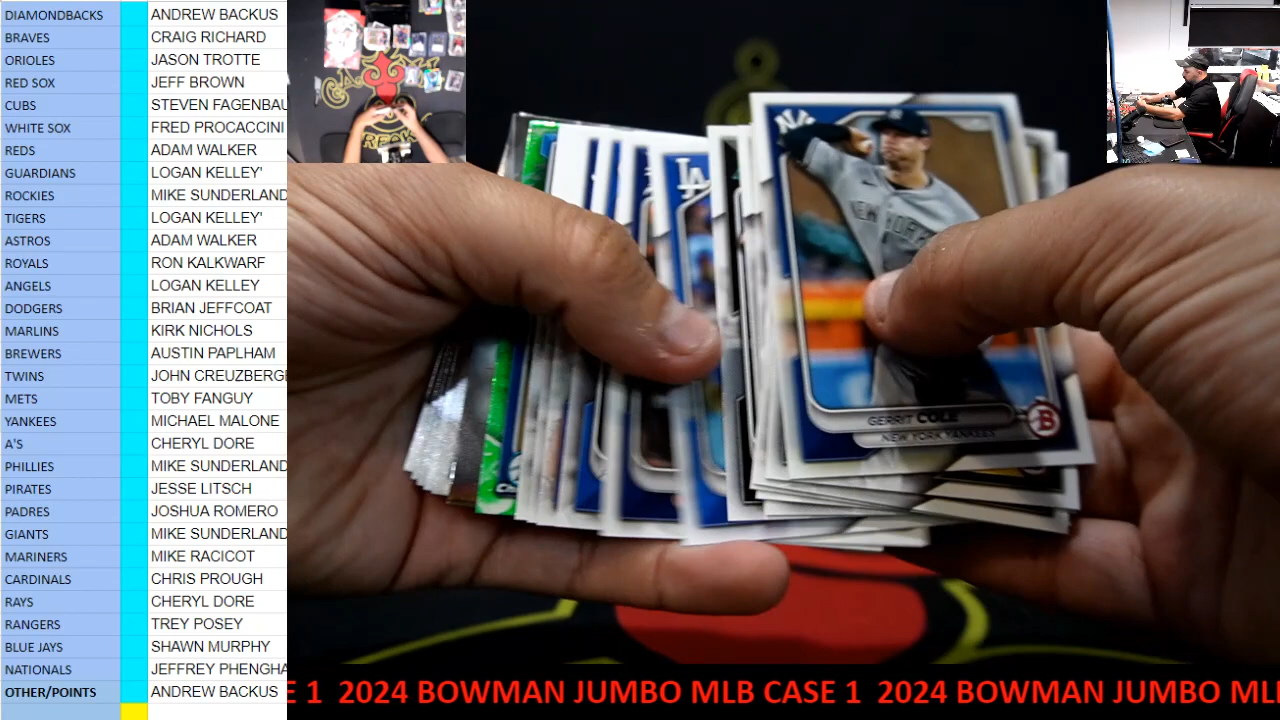 DIAMONDBACKS ANDREW BACKUS
BRAVES CRAIG RICHARD
ORIOLES JASON TROTTE
RED SOX JEFF BROWN
CUBS STEVEN FAGENBAU
WHITE SOX FRED PROCACCINI
REDS ADAM WALKER
GUARDIANS LOGAN KELLEY'
ROCKIES MIKE SUNDERLAND
TIGERS LOGAN KELLEY'
ASTROS ADAM WALKER
ROYALS RON KALKWARF
ANGELS LOGAN KELLEY
DODGERS BRIAN JEFFCOAT
MARLINS KIRK NICHOLS
BREWERS AUSTIN PAPLHAM
TWINS JOHN CREUZBERGE
METS TOBY FANGUY
YANKEES MICHAEL MALONE
A'S CHERYL DORE
PHILLIES MIKE SUNDERLAND
PIRATES JESSE LITSCH
PADRES JOSHUA ROMERO
GIANTS MIKE SUNDERLAND
MARINERS MIKE RACICOT
CARDINALS CHRIS PROUGH
RAYS CHERYL DORE
RANGERS TREY POSEY
BLUE JAYS SHAWN MURPHY
NATIONALS JEFFREY PHENGHA
OTHER/POINTS ANDREW BACKUS
NEW YORK
GERRIT COLE
NEW YORK YANKEES
B
LA
E 1 2024 BOWMAN JUMBO MLB CASE 1 2024 BOWMAN JUMBO ML